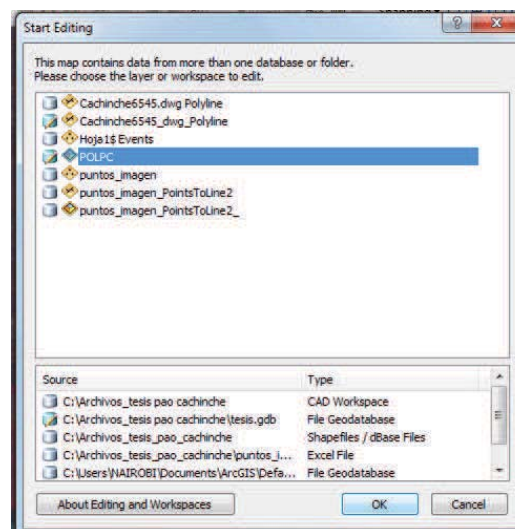 Start Editing
This map contains data from more than one database or folder.
Please choose the layer or workspace to edit.
Cachinche6545.dwg Polyline
Cachinche6545_dwg_Polyline
Hoja1$ Events
POLPC
puntos_imagen
puntos_imagen_PointsToLine2
puntos_imagen_PointsToLine2_
Source Type
C:\Archivos_tesis pao cachinche CAD Workspace
C:\Archivos_tesis pao cachinche\tesis.gdb File Geodatabase
C:\Archivos_tesis_pao_cachinche Shapefiles / dBase Files
C:\Archivos_tesis_pao_cachinche\puntos_i... Excel File
C:\Users\NAIROBI\Documents\ArcGIS\Defa... File Geodatabase
About Editing and Workspaces OK Cancel